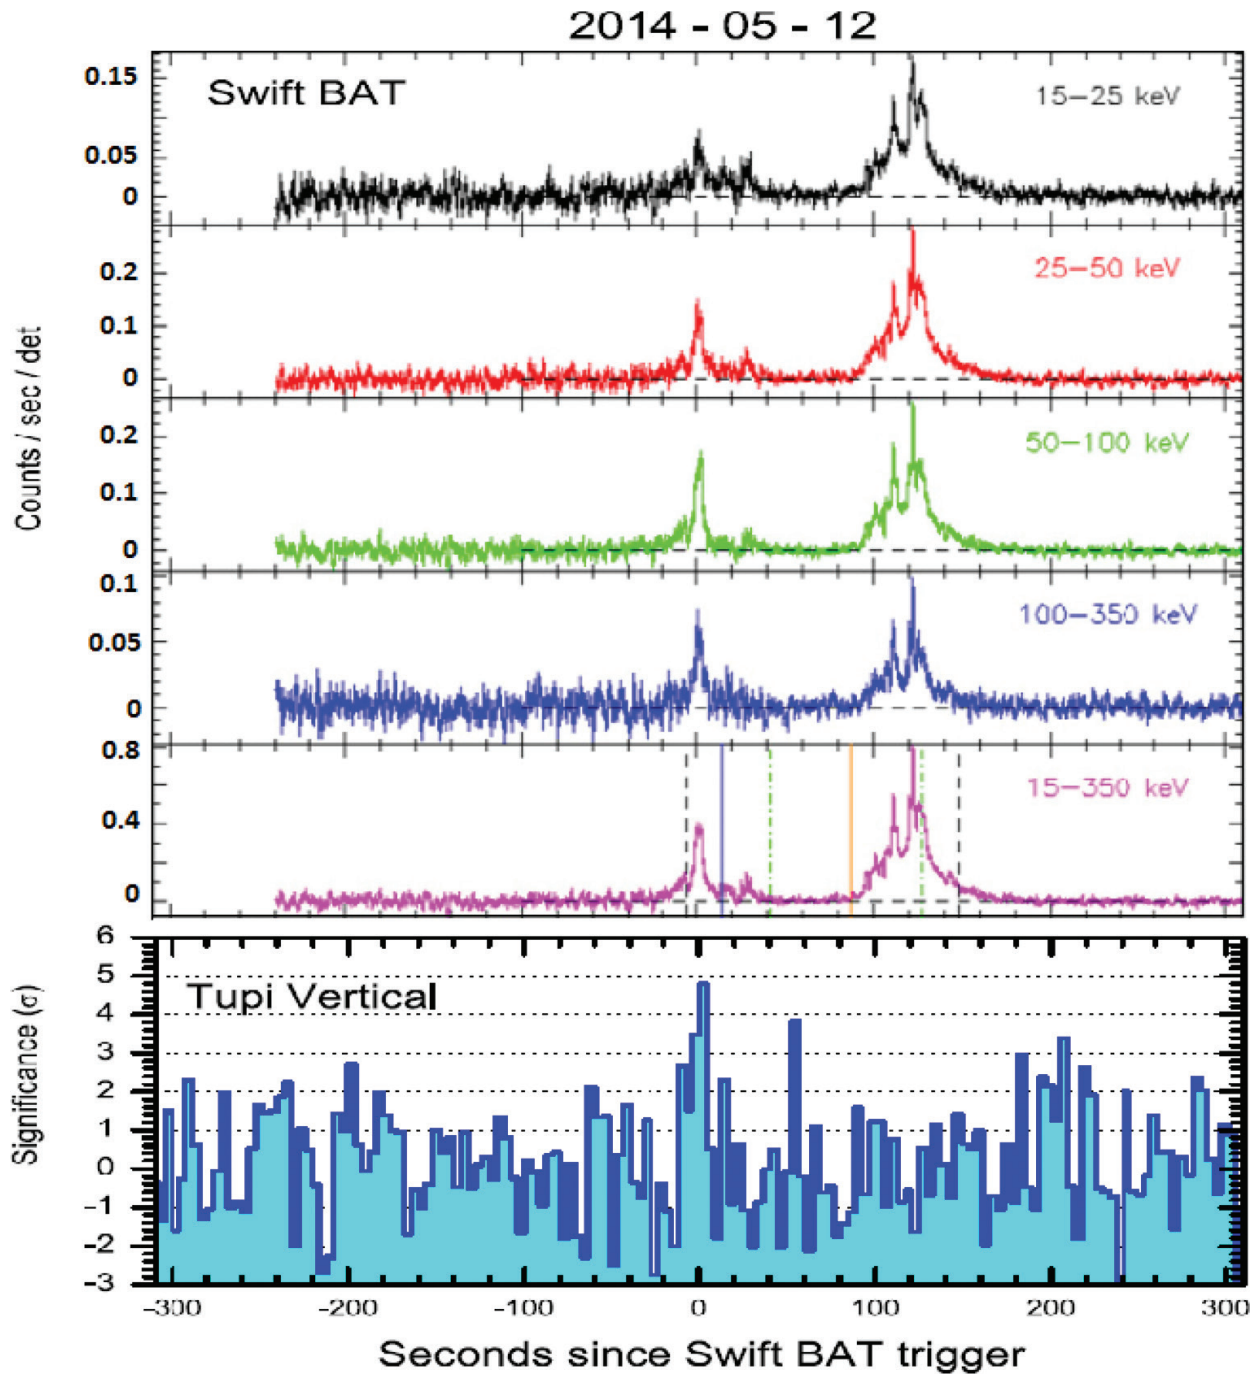 2014 - 05 - 12
Swift BAT
15-25 keV
0.15
0.05
0
25-50 keV
0.2
0.1
0
50-100 keV
0.2
0.1
0
100-350 keV
0.1
0.05
0
15-350 keV
0.8
0.4
0
Counts / sec / det
Tupi Vertical
6
5
4
3
2
1
0
-1
-2
-3
Significance (σ)
-300 -200 -100 0 100 200 300
Seconds since Swift BAT trigger